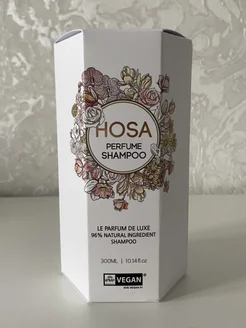 HOSA
PERFUME
SHAMPOO
LE PARFUM DE LUXE
96% NATURAL INGREDIENT
SHAMPOO
300ML | 10.14fl.oz
VEGAN